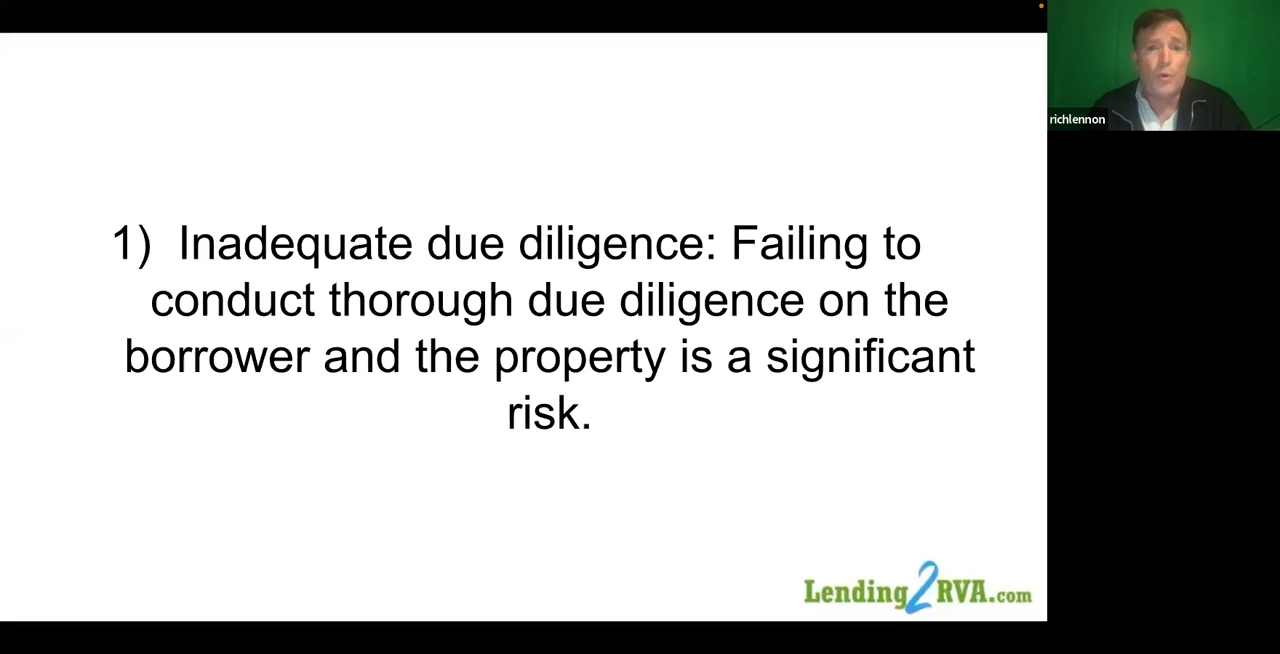 richlennon
1) Inadequate due diligence: Failing to
conduct thorough due diligence on the
borrower and the property is a significant
risk.
Lending2RVA.com